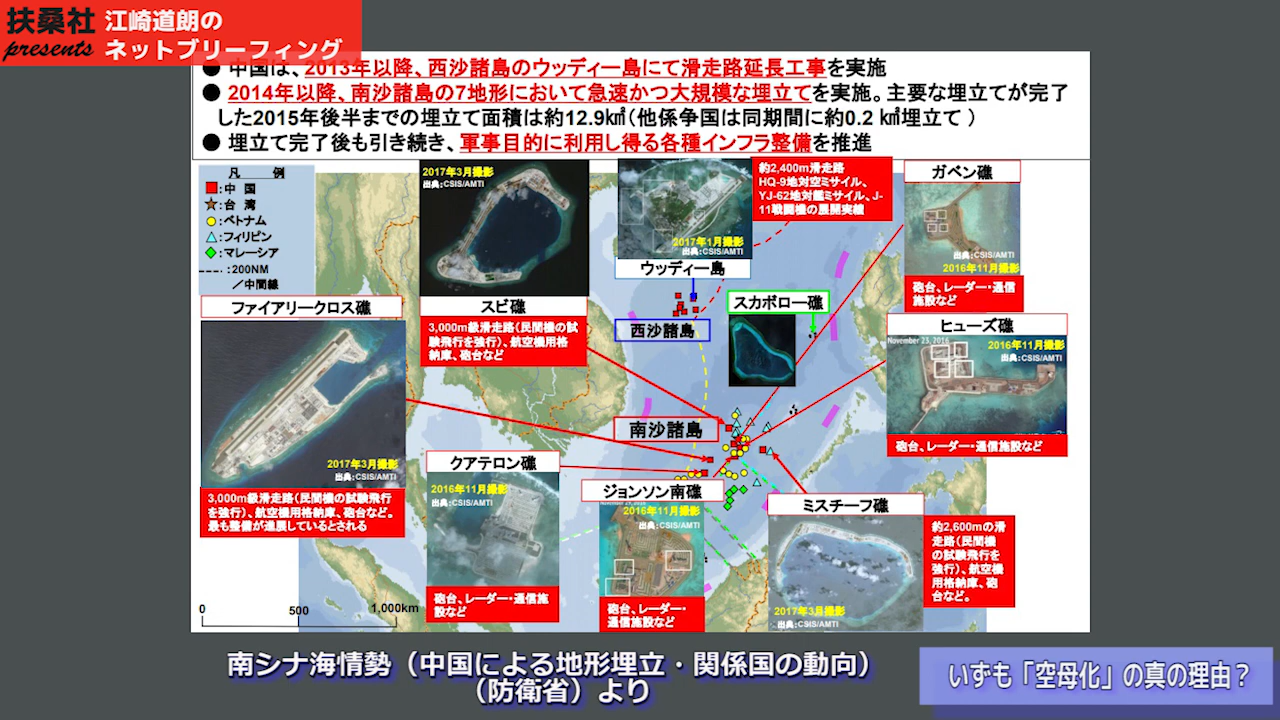 扶桑社
presents
江崎道朗の
ネットブリーフィング
● 中国は、2013年以降、西沙諸島のウッディー島にて滑走路延長工事を実施
● 2014年以降、南沙諸島の7地形において急速かつ大規模な埋立てを実施。主要な埋立てが完了
した2015年後半までの埋立て面積は約12.9㎢（他係争国は同期間に約0.2 ㎢埋立て ）
● 埋立て完了後も引き続き、軍事目的に利用し得る各種インフラ整備を推進
凡 例
:中 国
:台 湾
:ベトナム
:フィリピン
:マレーシア
:200NM
／中間線
2017年3月撮影
出典:CSIS/AMTI
スビ礁
3,000m級滑走路(民間機の試
験飛行を強行)、航空機用格
納庫、砲台など
2017年1月撮影
出典:CSIS/AMTI
ウッディー島
約2,400m滑走路
HQ-9地対空ミサイル、
YJ-62地対艦ミサイル、J-
11戦闘機の展開実績
西沙諸島
スカボロー礁
ガベン礁
出典:CSIS/AMTI
2016年11月撮影
砲台、レーダー・通信
施設など
ファイアリークロス礁
2017年3月撮影
出典:CSIS/AMTI
3,000m級滑走路(民間機の試験飛行
を強行)、航空機用格納庫、砲台など。
最も整備が進展しているとされる
ヒューズ礁
November 23, 2016
2016年11月撮影
出典:CSIS/AMTI
砲台、レーダー・通信施設など
南沙諸島
クアテロン礁
2016年11月撮影
出典:CSIS/AMTI
砲台、レーダー・通信施
設など
ジョンソン南礁
2016年11月撮影
出典:CSIS/AMTI
砲台、レーダー・
通信施設など
ミスチーフ礁
2017年3月撮影
出典:CSIS/AMTI
約2,600mの滑
走路(民間機
の試験飛行を
強行)、航空機
用格納庫、砲
台など。
0 500 1,000km
南シナ海情勢（中国による地形埋立・関係国の動向）
（防衛省）より
いずも「空母化」の真の理由？